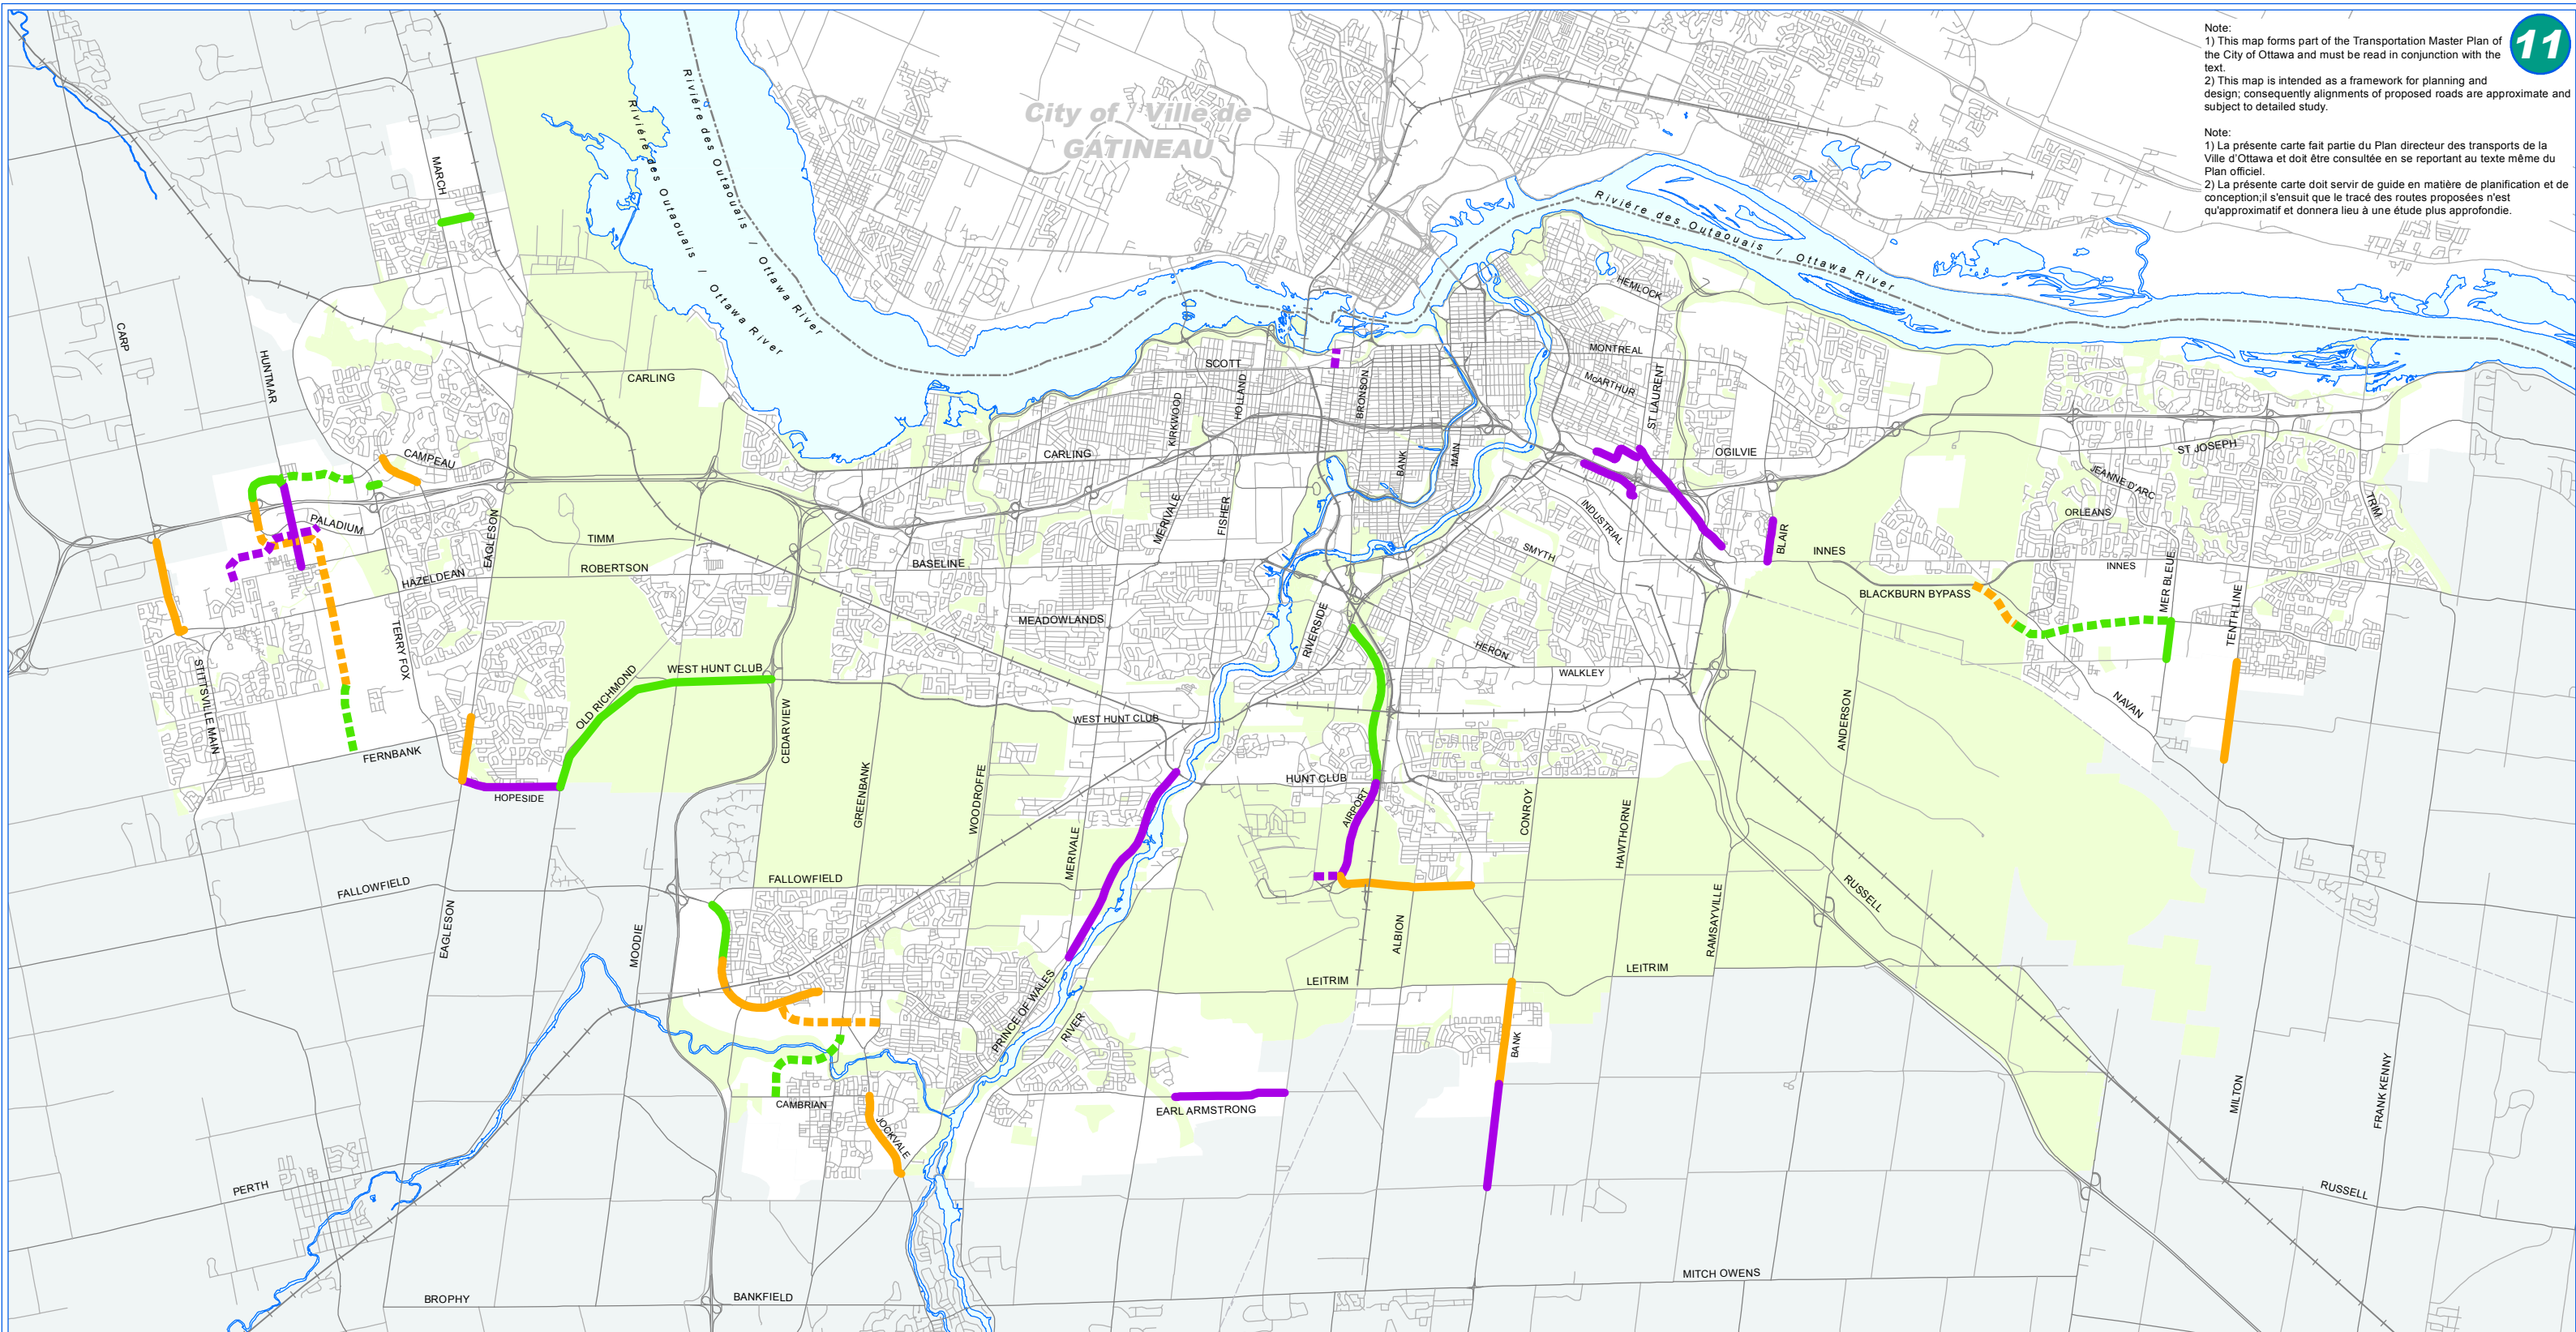 Note:
1) This map forms part of the Transportation Master Plan of
the City of Ottawa and must be read in conjunction with the
text.
2) This map is intended as a framework for planning and
design; consequently alignments of proposed roads are approximate and
subject to detailed study.
Note:
1) La présente carte fait partie du Plan directeur des transports de la
Ville d'Ottawa et doit être consultée en se reportant au texte même du
Plan officiel.
2) La présente carte doit servir de guide en matière de planification et de
conception;il s'ensuit que le tracé des routes proposées n'est
qu'approximatif et donnera lieu à une étude plus approfondie.
11
City of / Ville de
GATINEAU
Rivière des Outaouais / Ottawa River
Rivière des Outaouais / Ottawa River
Rivière des Outaouais / Ottawa River
MARCH
CARP
HUNTMAR
CARLING
SCOTT
HOLLAND
KIRKWOOD
BRONSON
HEMLOCK
MONTREAL
McARTHUR
ST LAURENT
CAMPEAU
CARLING
BANK
MAIN
OGILVIE
ST JOSEPH
JEANNE D'ARC
TRIM
ORLEANS
PALADIUM
EAGLESON
TIMM
MERIVALE
FISHER
INDUSTRIAL
SMYTH
BLAIR
INNES
INNES
HAZELDEAN
ROBERTSON
BASELINE
BLACKBURN BYPASS
MER BLEUE
TENTH LINE
MEADOWLANDS
RIVERSIDE
HERON
WALKLEY
TERRY FOX
STITTSVILLE MAIN
OLD RICHMOND
WEST HUNT CLUB
CEDARVIEW
WEST HUNT CLUB
ANDERSON
NAVAN
FERNBANK
HOPESIDE
GREENBANK
WOODROFFE
HUNT CLUB
AIRPORT
CONROY
HAWTHORNE
MERIVALE
FALLOWFIELD
FALLOWFIELD
EAGLESON
MOODIE
ALBION
RAMSAYVILLE
RUSSELL
LEITRIM
LEITRIM
PRINCE OF WALES
RIVER
BANK
CAMBRIAN
JOCKVALE
EARL ARMSTRONG
MILTON
FRANK KENNY
PERTH
RUSSELL
BROPHY
BANKFIELD
MITCH OWENS